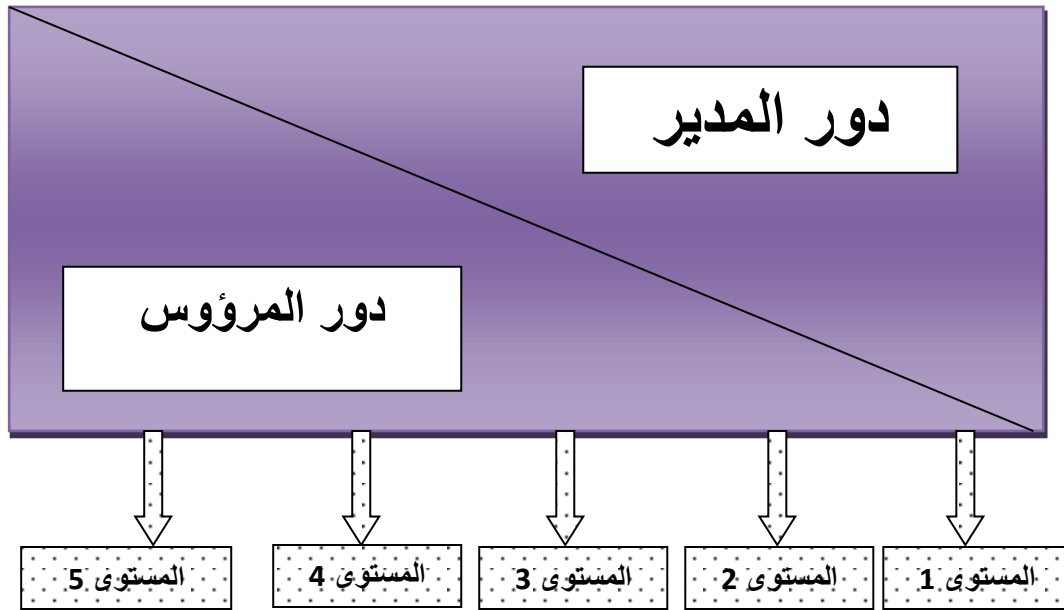 دور المدير
دور المرؤوس
المستوى 1
المستوى 2
المستوى 3
المستوى 4
المستوى 5